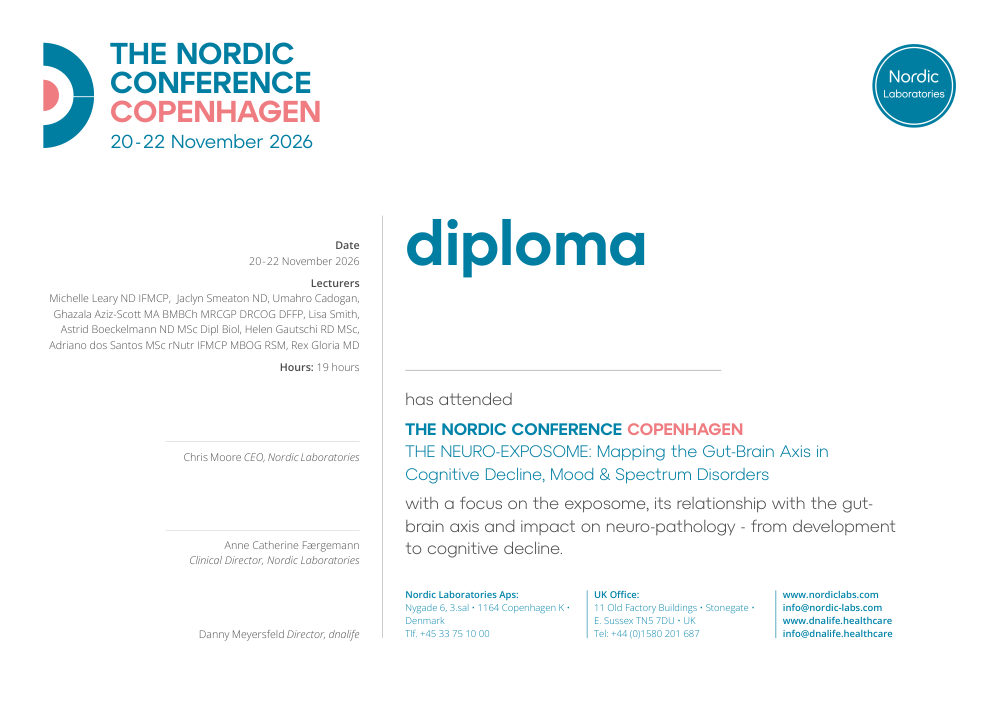 THE NORDIC
CONFERENCE
COPENHAGEN
20-22 November 2026
Nordic
Laboratories
Date
20-22 November 2026
Lecturers
Michelle Leary ND IFMCP, Jaclyn Smeaton ND, Umahro Cadogan,
Ghazala Aziz-Scott MA BMBCh MRCGP DRCOG DFFP, Lisa Smith,
Astrid Boeckelmann ND MSc Dipl Biol, Helen Gautschi RD MSc,
Adriano dos Santos MSc rNutr IFMCP MBOG RSM, Rex Gloria MD
Hours: 19 hours
Chris Moore CEO, Nordic Laboratories
Anne Catherine Færgemann
Clinical Director, Nordic Laboratories
Danny Meyersfeld Director, dnalife
diploma
has attended
THE NORDIC CONFERENCE COPENHAGEN
THE NEURO-EXPOSOME: Mapping the Gut-Brain Axis in
Cognitive Decline, Mood & Spectrum Disorders
with a focus on the exposome, its relationship with the gut-
brain axis and impact on neuro-pathology - from development
to cognitive decline.
Nordic Laboratories Aps:
Nygade 6, 3.sal • 1164 Copenhagen K •
Denmark
Tlf. +45 33 75 10 00
UK Office:
11 Old Factory Buildings • Stonegate •
E. Sussex TN5 7DU • UK
Tel: +44 (0)1580 201 687
www.nordiclabs.com
info@nordic-labs.com
www.dnalife.healthcare
info@dnalife.healthcare